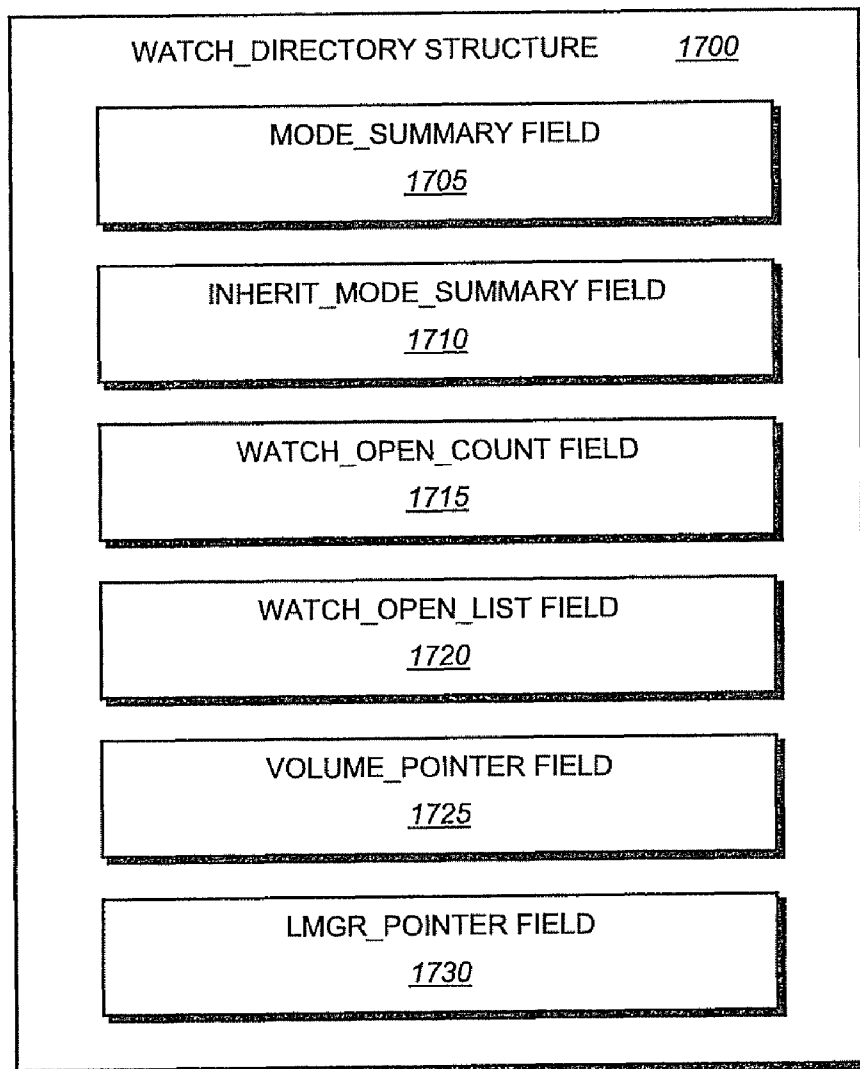 WATCH_DIRECTORY STRUCTURE 1700
MODE_SUMMARY FIELD
1705
INHERIT_MODE_SUMMARY FIELD
1710
WATCH_OPEN_COUNT FIELD
1715
WATCH_OPEN_LIST FIELD
1720
VOLUME_POINTER FIELD
1725
LMGR_POINTER FIELD
1730